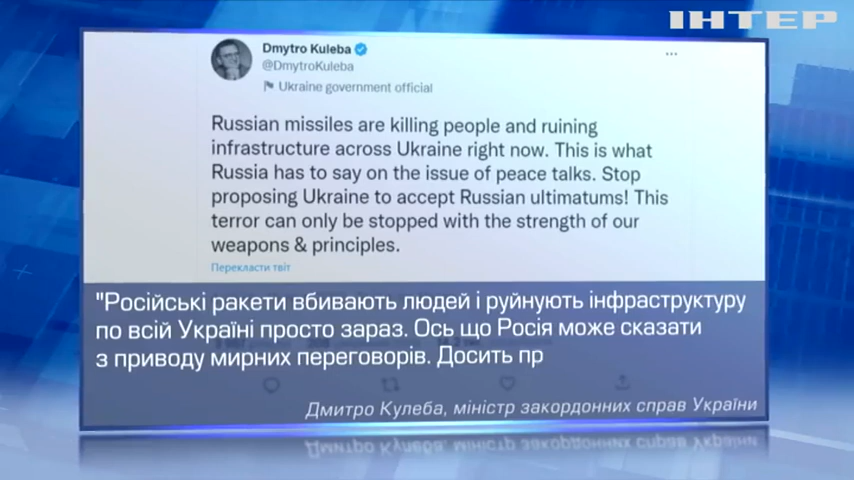 ІНТЕР
Dmytro Kuleba
@DmytroKuleba
Ukraine government official
Russian missiles are killing people and ruining
infrastructure across Ukraine right now. This is what
Russia has to say on the issue of peace talks. Stop
proposing Ukraine to accept Russian ultimatums! This
terror can only be stopped with the strength of our
weapons & principles.
Перекласти твіт
"Російські ракети вбивають людей і руйнують інфраструктуру
по всій Україні просто зараз. Ось що Росія може сказати
з приводу мирних переговорів. Досить пр
Дмитро Кулеба, міністр закордонних справ України